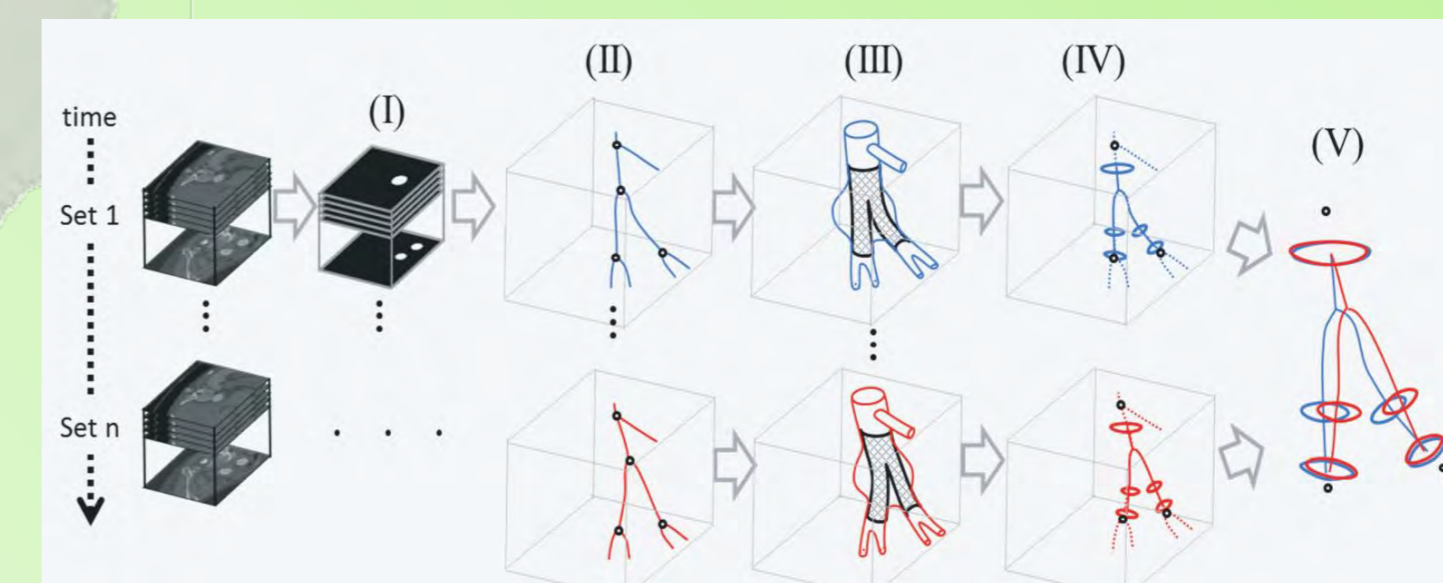 (II)
(III)
(IV)
(I)
time
(V)
Set 1
Set n